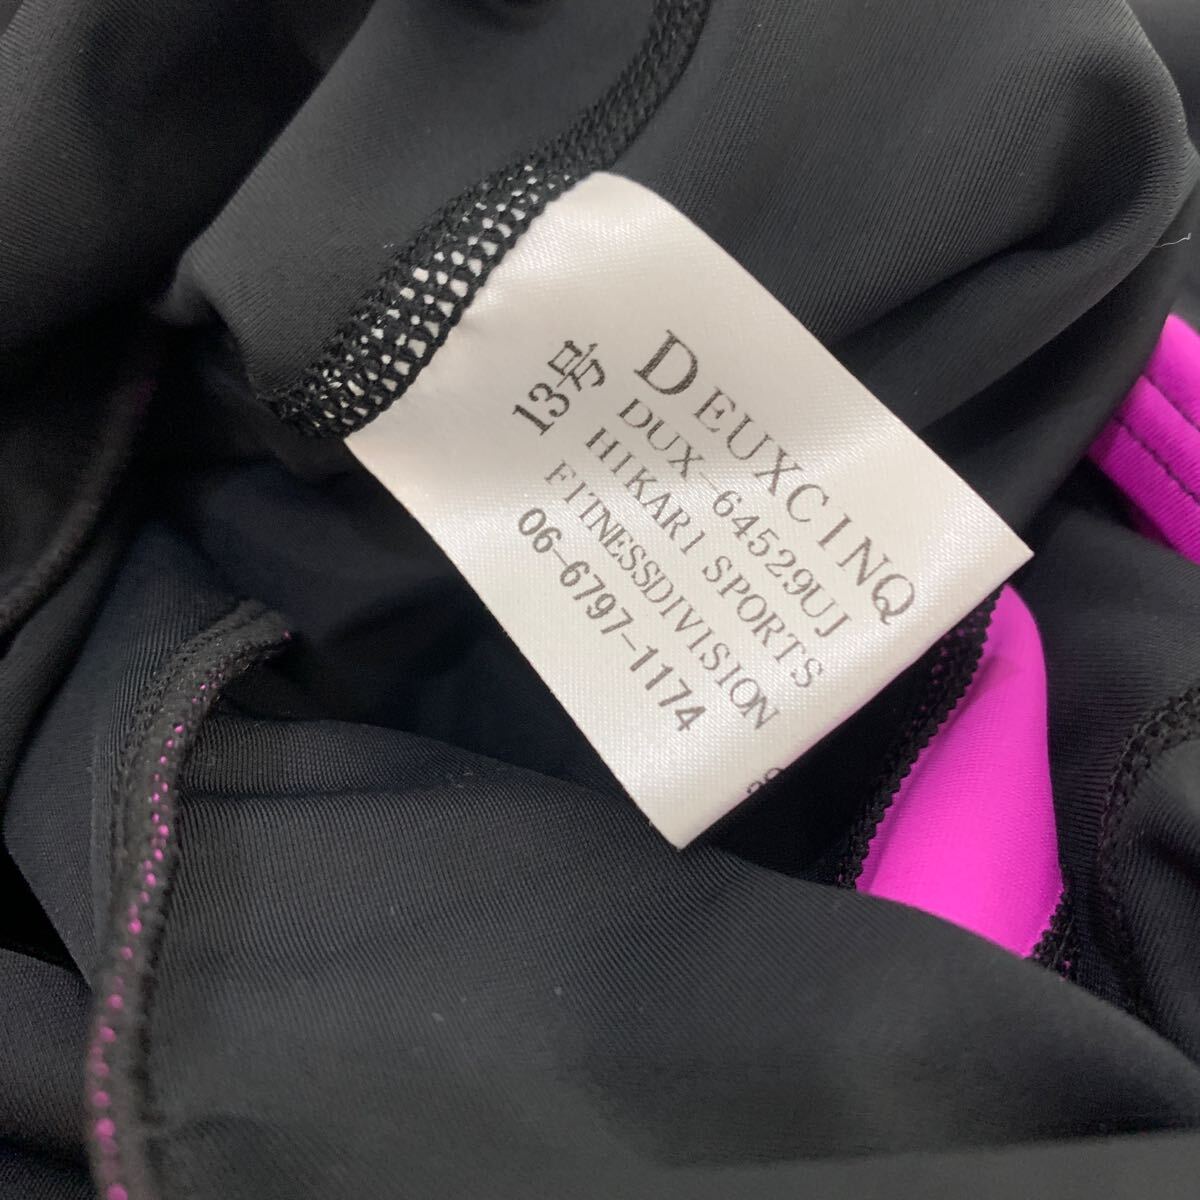 13号
DEUXCINQ
DUX-64529UJ
HIKARI SPORTS
FITNESSDIVISION
06-6797-1174